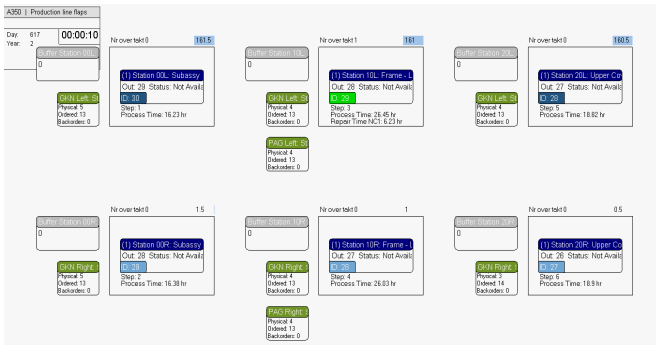 A350 | Production line flaps
Day: 617 00:00:10
Year: 2
Buffer Station 00L:
0
Nr over takt 0 161.5
(1) Station 00L: Subassy
Out: 29 Status: Not Availa
ID: 30
Step: 1
Process Time: 16.23 hr
GKN Left: St
Physical: 5
Ordered: 13
Backorders: 0
Buffer Station 10L:
0
Nr over takt 1 161
(1) Station 10L: Frame - L
Out: 28 Status: Not Availa
ID: 29
Step: 3
Process Time: 26.45 hr
Repair Time NC1: 6.23 hr
GKN Left: St
Physical: 4
Ordered: 13
Backorders: 0
PAG Left: St
Physical: 4
Ordered: 13
Backorders: 0
Buffer Station 20L:
0
Nr over takt 0 160.5
(1) Station 20L: Upper Co
Out: 27 Status: Not Availa
ID: 28
Step: 5
Process Time: 18.82 hr
GKN Left: St
Physical: 4
Ordered: 13
Backorders: 0
Buffer Station 00R:
0
Nr over takt 0 1.5
(1) Station 00R: Subassy
Out: 28 Status: Not Availa
ID: 29
Step: 2
Process Time: 16.38 hr
GKN Right: S
Physical: 5
Ordered: 13
Backorders: 0
Buffer Station 10R:
0
Nr over takt 0 1
(1) Station 10R: Frame - L
Out: 27 Status: Not Availa
ID: 28
Step: 4
Process Time: 26.03 hr
GKN Right: S
Physical: 4
Ordered: 13
Backorders: 0
PAG Right: S
Physical: 4
Ordered: 13
Backorders: 0
Buffer Station 20R:
0
Nr over takt 0 0.5
(1) Station 20R: Upper Co
Out: 26 Status: Not Availa
ID: 27
Step: 6
Process Time: 18.9 hr
GKN Right: S
Physical: 3
Ordered: 14
Backorders: 0